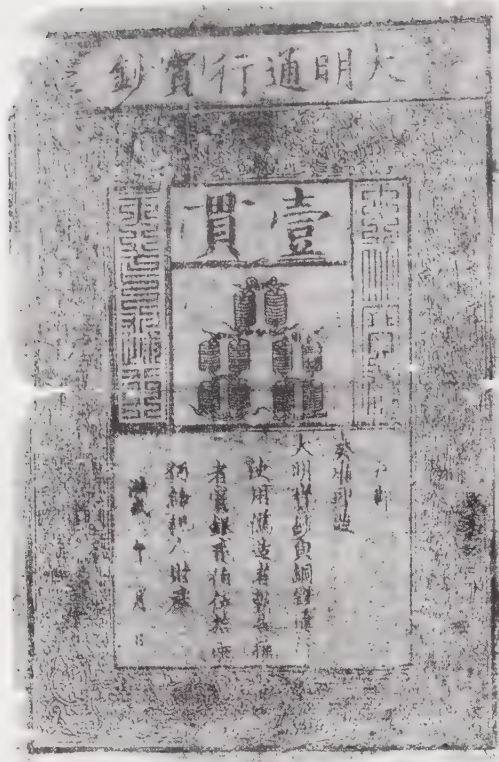 大明通行寶鈔
壹貫
戶部
奏准印造
大明寶鈔與銅錢通行
使用偽造者斬告捕
者賞銀貳佰伍拾兩
仍給犯人財產
洪武 年 月 日